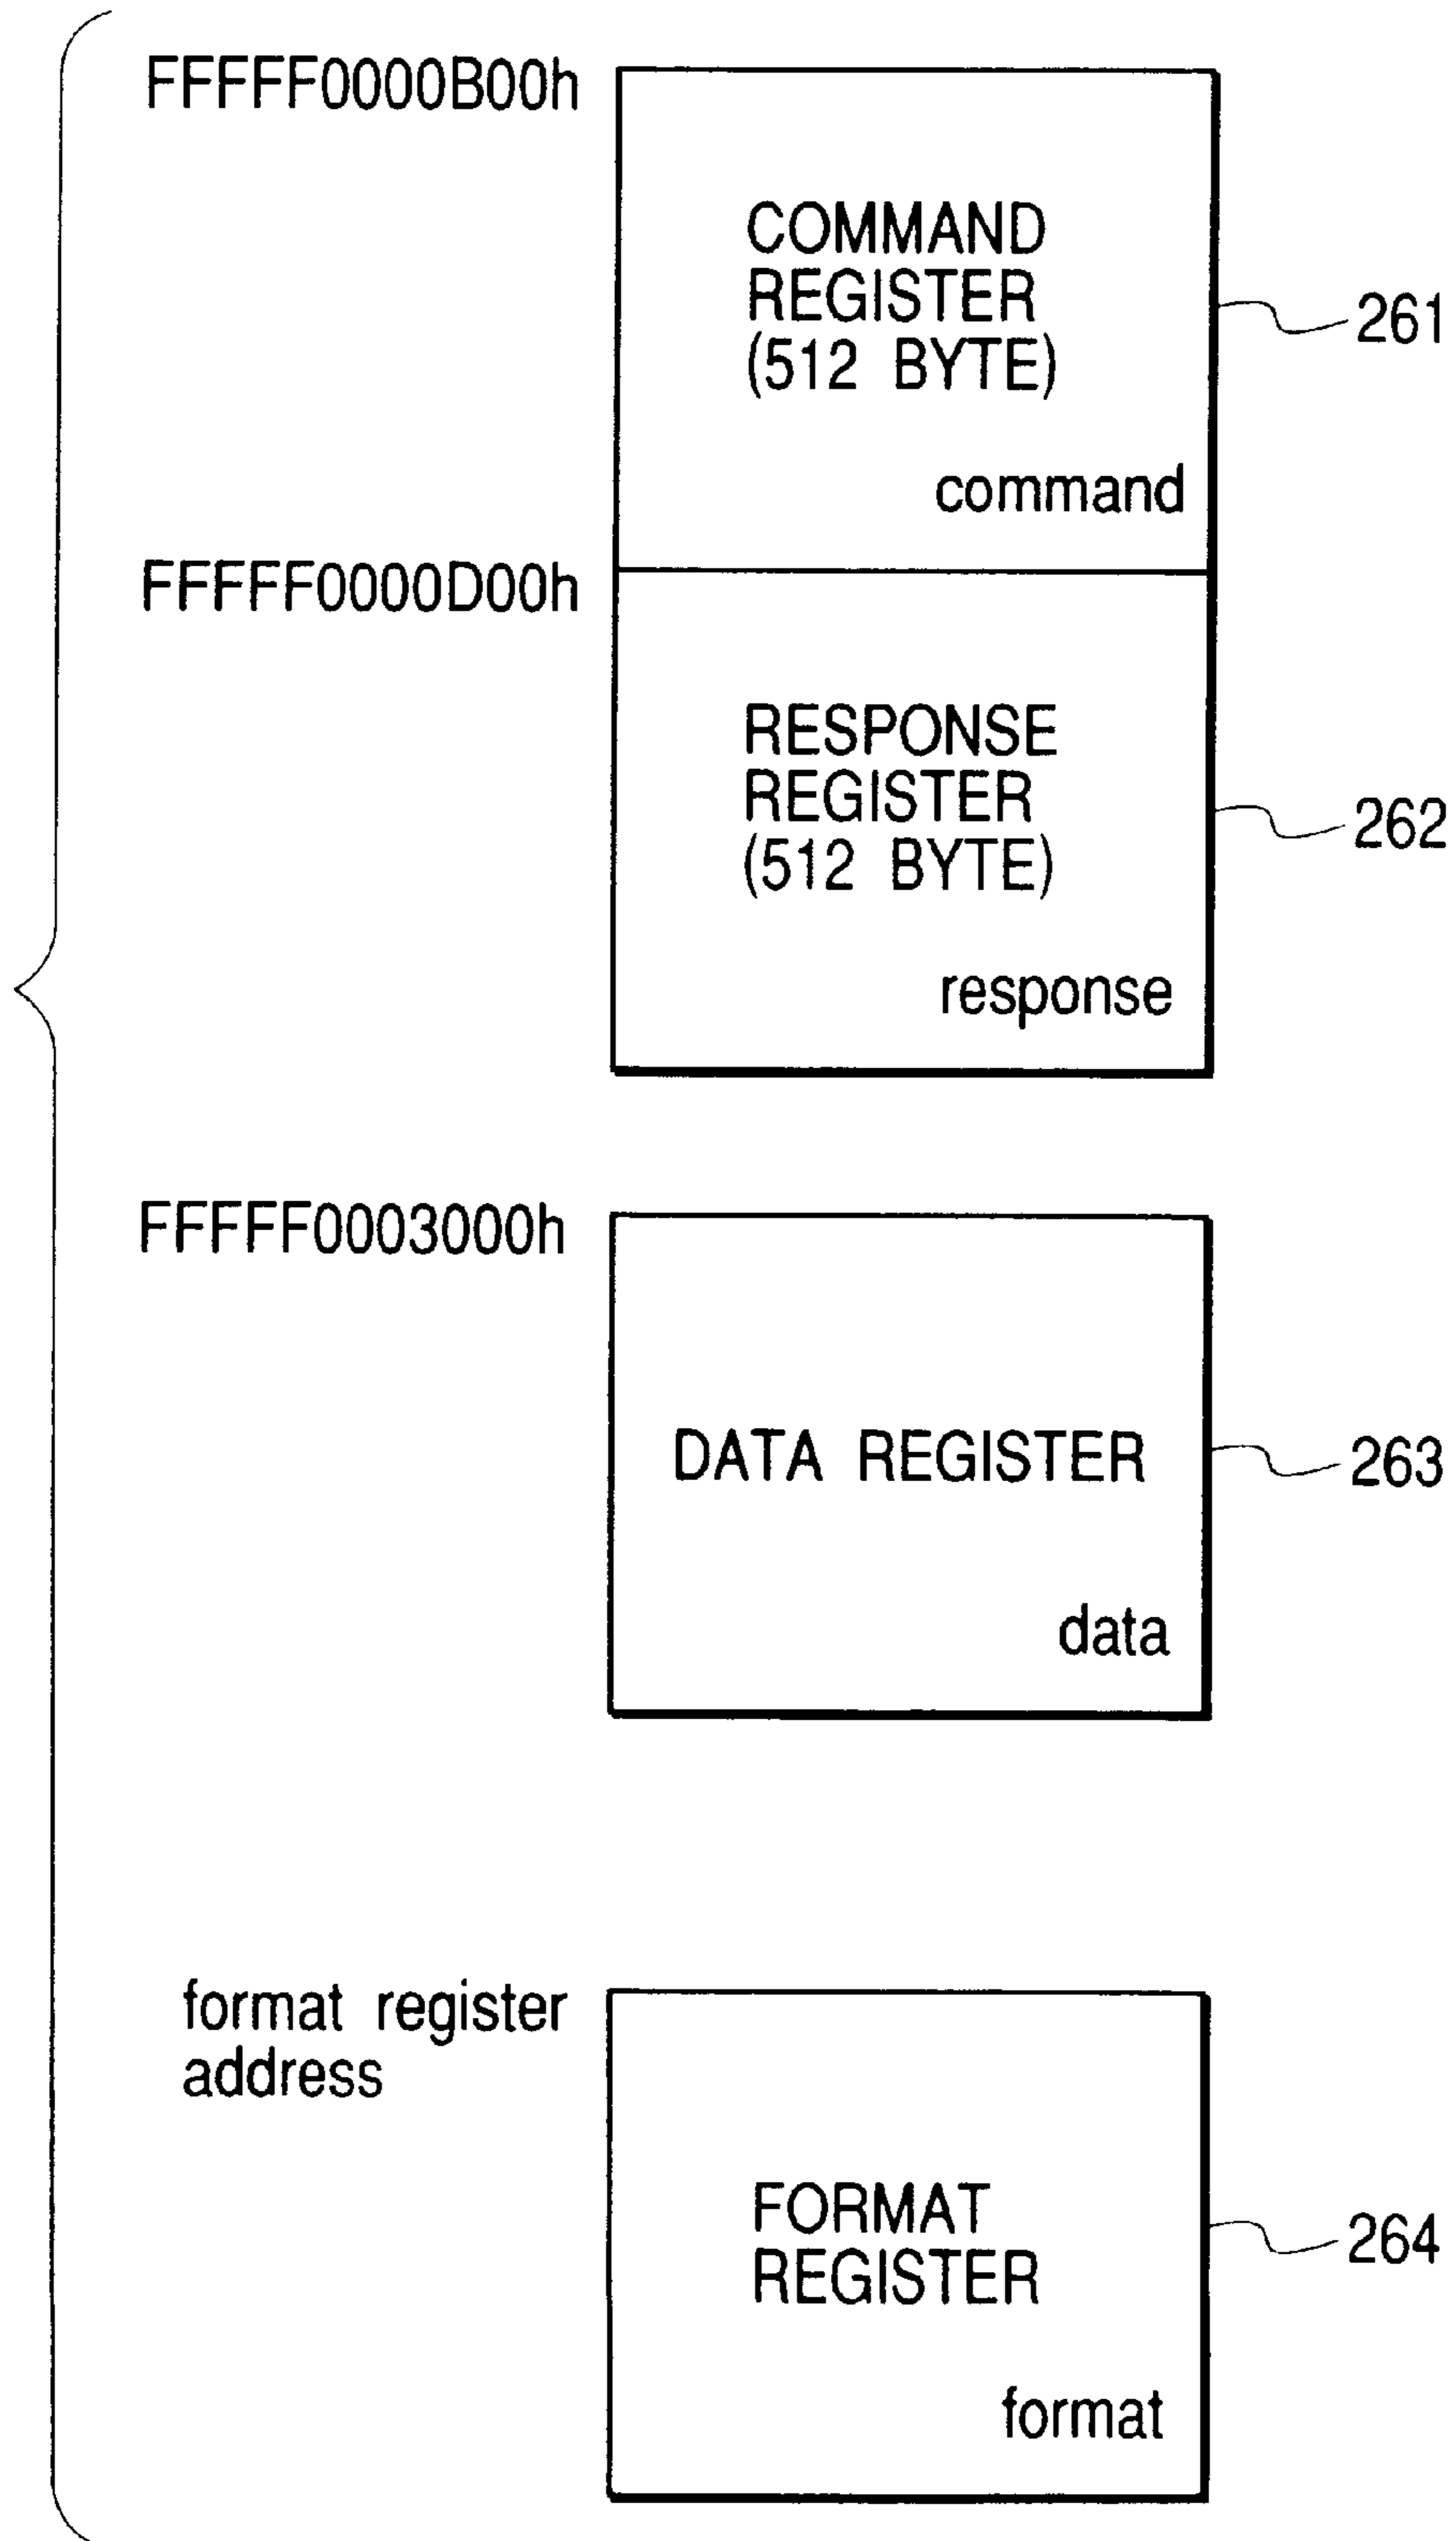 FFFFF0000B00h
COMMAND
REGISTER
(512 BYTE)
261
command
FFFFF0000D00h
RESPONSE
REGISTER
(512 BYTE)
262
response
FFFFF0003000h
DATA REGISTER
263
data
format register
address
FORMAT
REGISTER
264
format